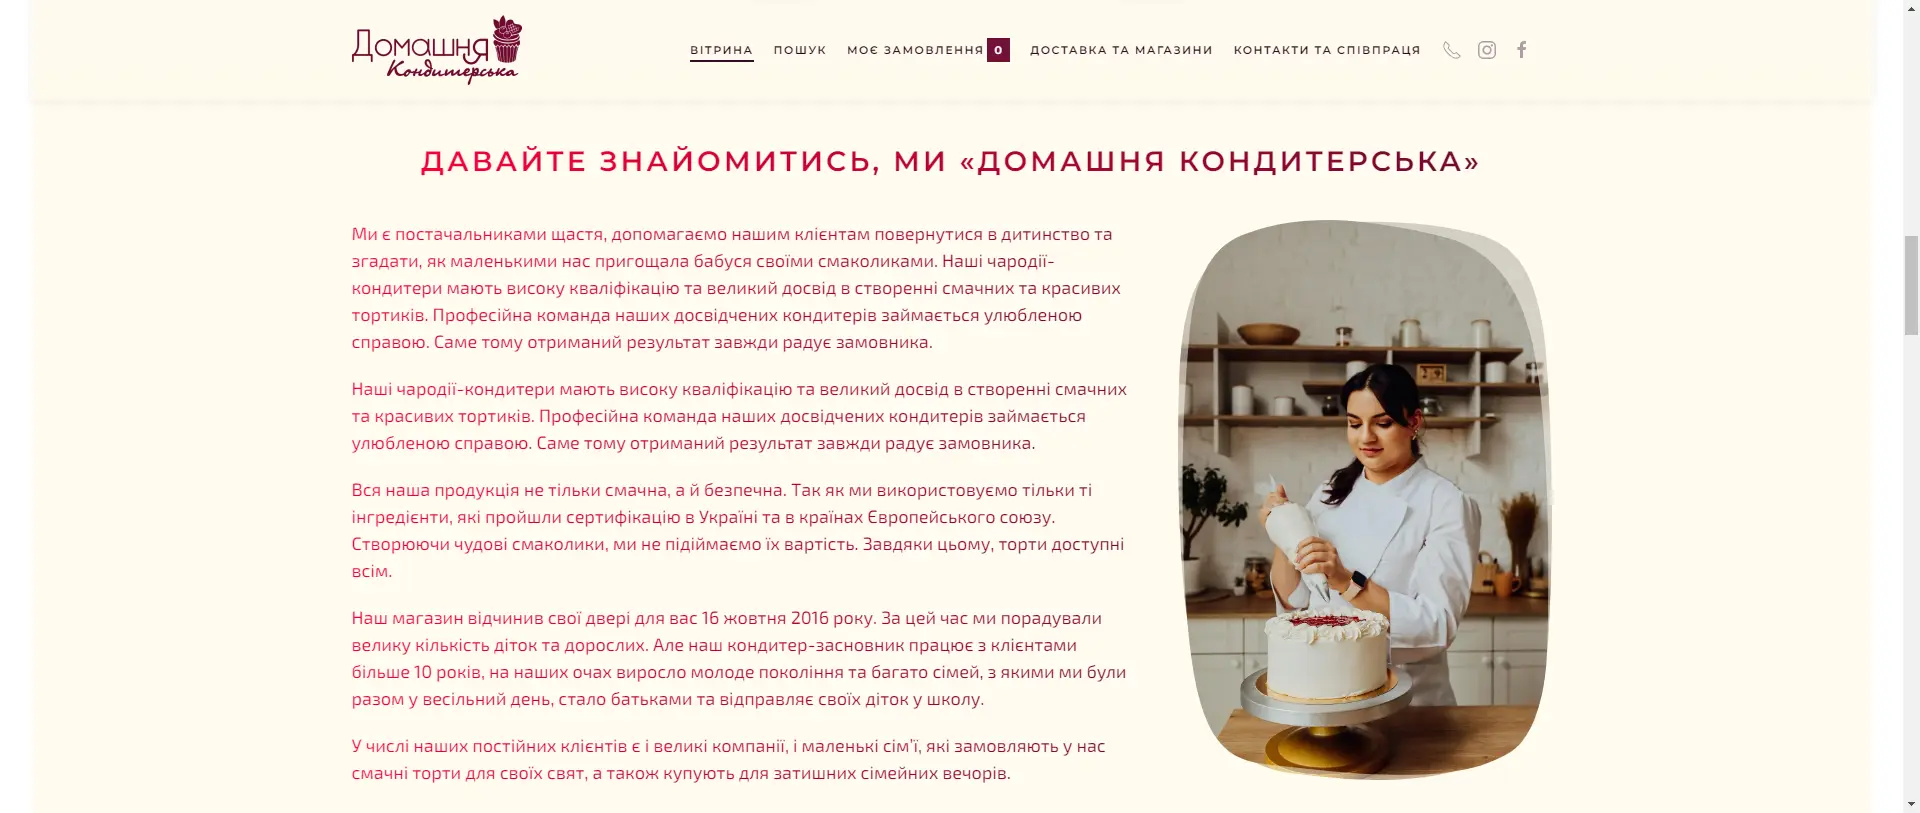 Домашня
Кондитерська
ВІТРИНА ПОШУК МОЄ ЗАМОВЛЕННЯ 0 ДОСТАВКА ТА МАГАЗИНИ КОНТАКТИ ТА СПІВПРАЦЯ
ДАВАЙТЕ ЗНАЙОМИТИСЬ, МИ «ДОМАШНЯ КОНДИТЕРСЬКА»
Ми є постачальниками щастя, допомагаємо нашим клієнтам повернутися в дитинство та
згадати, як маленькими нас пригощала бабуся своїми смаколиками. Наші чародії-
кондитери мають високу кваліфікацію та великий досвід в створенні смачних та красивих
тортиків. Професійна команда наших досвідчених кондитерів займається улюбленою
справою. Саме тому отриманий результат завжди радує замовника.
Наші чародії-кондитери мають високу кваліфікацію та великий досвід в створенні смачних
та красивих тортиків. Професійна команда наших досвідчених кондитерів займається
улюбленою справою. Саме тому отриманий результат завжди радує замовника.
Вся наша продукція не тільки смачна, а й безпечна. Так як ми використовуємо тільки ті
інгредієнти, які пройшли сертифікацію в Україні та в країнах Європейського союзу.
Створюючи чудові смаколики, ми не підіймаємо їх вартість. Завдяки цьому, торти доступні
всім.
Наш магазин відчинив свої двері для вас 16 жовтня 2016 року. За цей час ми порадували
велику кількість діток та дорослих. Але наш кондитер-засновник працює з клієнтами
більше 10 років, на наших очах виросло молоде покоління та багато сімей, з якими ми були
разом у весільний день, стало батьками та відправляє своїх діток у школу.
У числі наших постійних клієнтів є і великі компанії, і маленькі сім’ї, які замовляють у нас
смачні торти для своїх свят, а також купують для затишних сімейних вечорів.